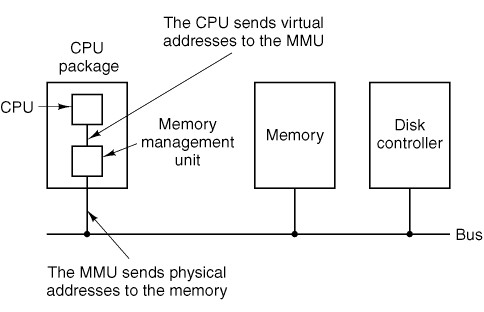 The CPU sends virtual
addresses to the MMU
CPU
package
CPU
Memory
management
unit
Memory
Disk
controller
Bus
The MMU sends physical
addresses to the memory